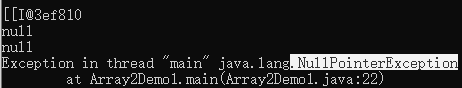 [[I@3ef810
null
null
Exception in thread "main" java.lang.NullPointerException
at Array2Demo1.main(Array2Demo1.java:22)